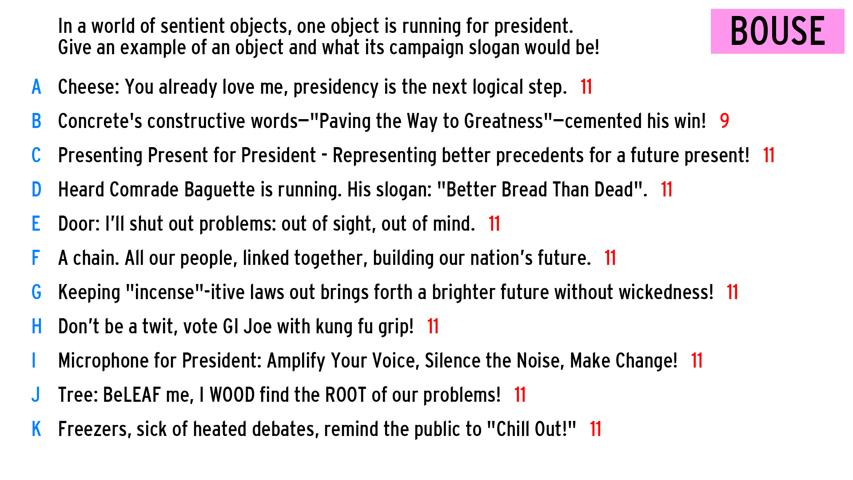 In a world of sentient objects, one object is running for president.
Give an example of an object and what its campaign slogan would be!
BOUSE
A Cheese: You already love me, presidency is the next logical step. 11
B Concrete's constructive words—"Paving the Way to Greatness"—cemented his win! 9
C Presenting Present for President - Representing better precedents for a future present! 11
D Heard Comrade Baguette is running. His slogan: "Better Bread Than Dead". 11
E Door: I'll shut out problems: out of sight, out of mind. 11
F A chain. All our people, linked together, building our nation's future. 11
G Keeping "incense"-itive laws out brings forth a brighter future without wickedness! 11
H Don't be a twit, vote GI Joe with kung fu grip! 11
I Microphone for President: Amplify Your Voice, Silence the Noise, Make Change! 11
J Tree: BeLEAF me, I WOOD find the ROOT of our problems! 11
K Freezers, sick of heated debates, remind the public to "Chill Out!" 11